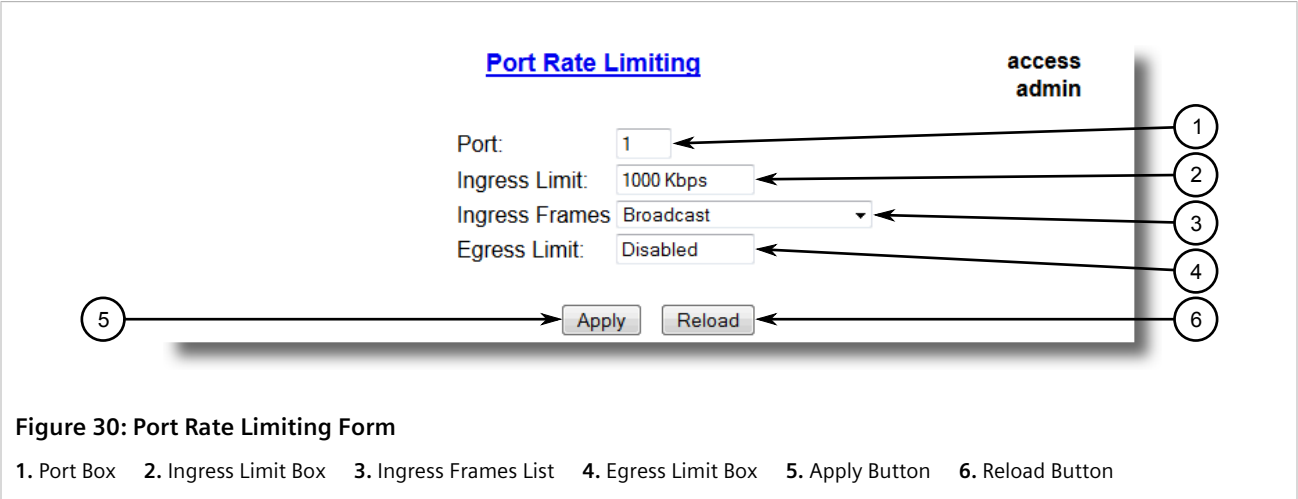 Port Rate Limiting
access
admin
Port: 1
1
Ingress Limit: 1000 Kbps
2
Ingress Frames Broadcast
3
Egress Limit: Disabled
4
5
Apply Reload
6
Figure 30: Port Rate Limiting Form
1. Port Box 2. Ingress Limit Box 3. Ingress Frames List 4. Egress Limit Box 5. Apply Button 6. Reload Button